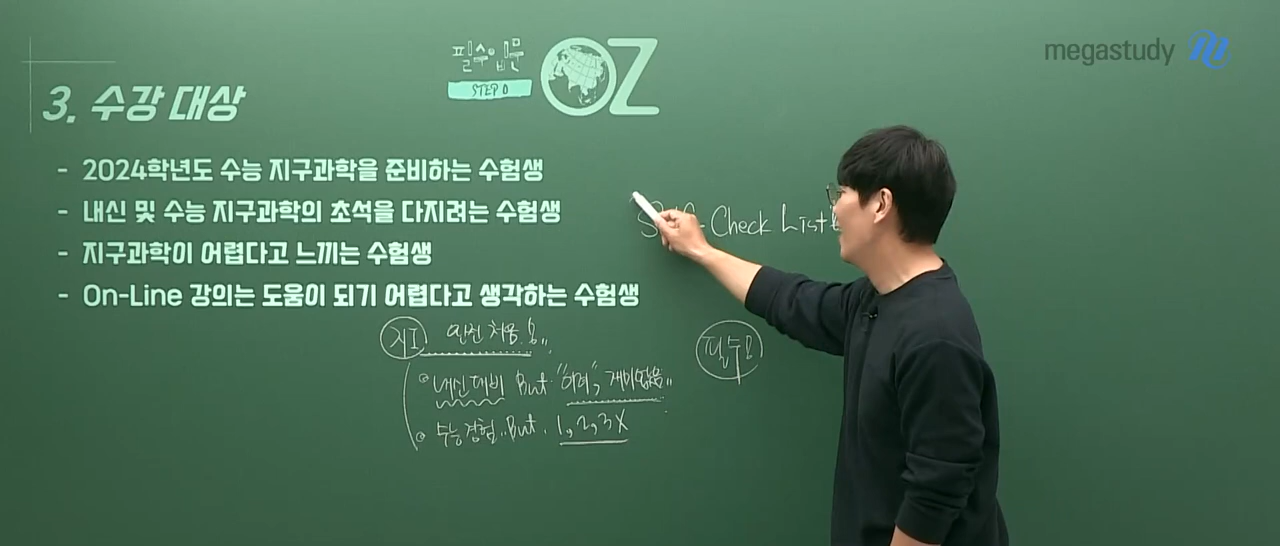 필수입문
STEP 0
OZ
megastudy
3. 수강 대상
- 2024학년도 수능 지구과학을 준비하는 수험생
- 내신 및 수능 지구과학의 초석을 다지려는 수험생
- 지구과학이 어렵다고 느끼는 수험생
- On-Line 강의는 도움이 되기 어렵다고 생각하는 수험생
-Check List
지I 완전 처음.
내신대비 But 재미없음..
수능경험.. But. 1, 2, 3 X
필수